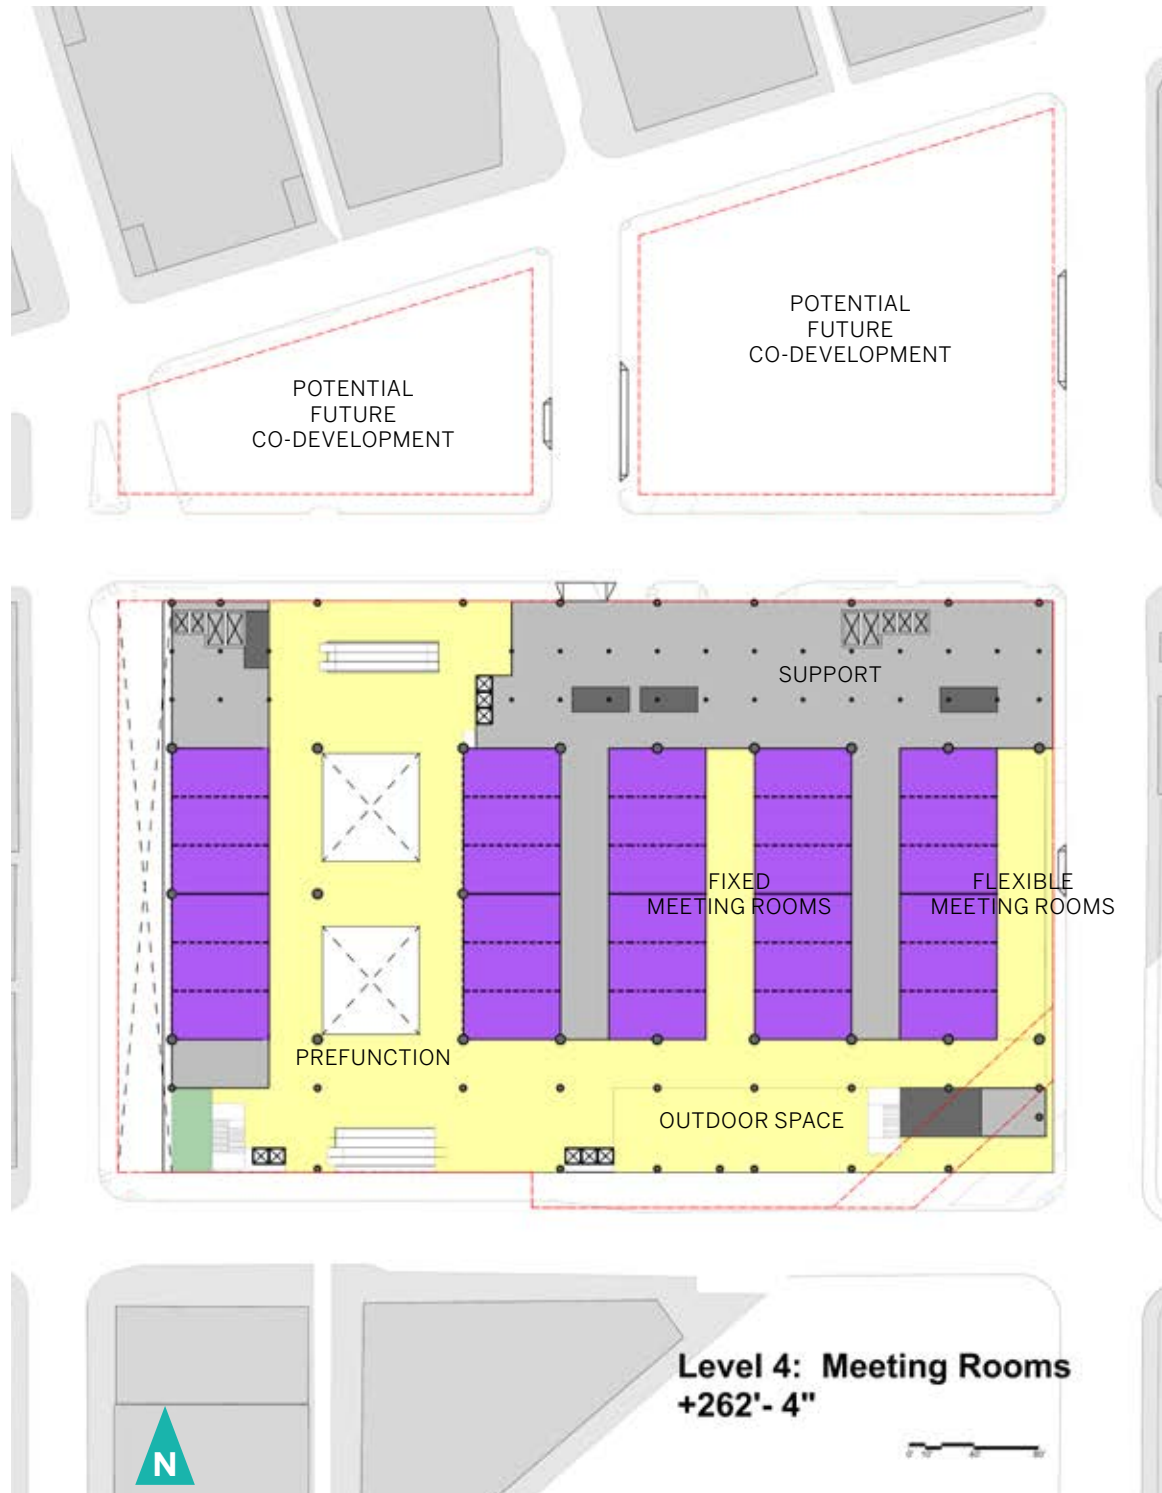 POTENTIAL
FUTURE
CO-DEVELOPMENT
POTENTIAL
FUTURE
CO-DEVELOPMENT
SUPPORT
FIXED
MEETING ROOMS
FLEXIBLE
MEETING ROOMS
PREFUNCTION
OUTDOOR SPACE
Level 4: Meeting Rooms
+262'- 4"
N